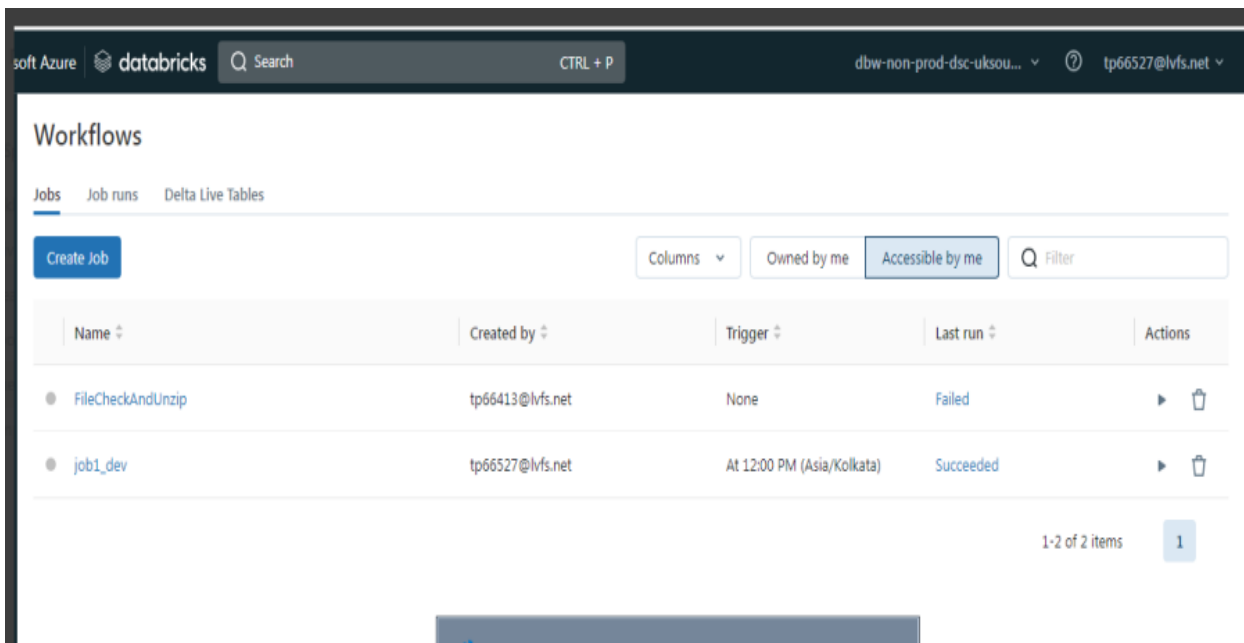 soft Azure databricks Search CTRL + P dbw-non-prod-dsc-uksou... tp66527@lvfs.net
Workflows
Jobs Job runs Delta Live Tables
Create Job Columns Owned by me Accessible by me Filter
Name Created by Trigger Last run Actions
FileCheckAndUnzip tp66413@lvfs.net None Failed
job1_dev tp66527@lvfs.net At 12:00 PM (Asia/Kolkata) Succeeded
1-2 of 2 items 1